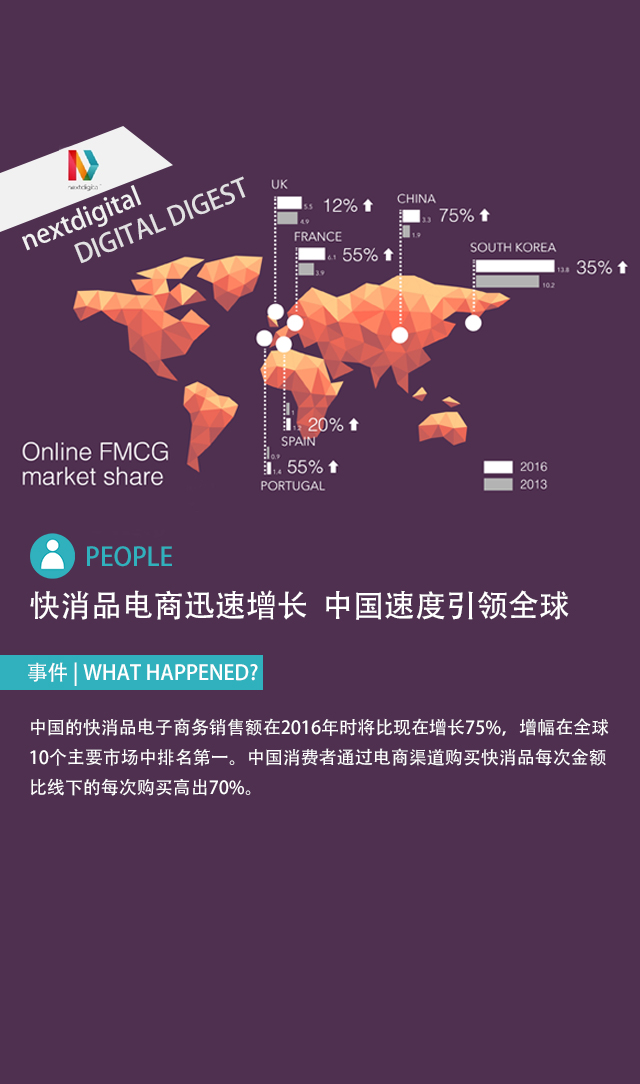 nextdigital
nextdigital
DIGITAL DIGEST
UK
5.5
4.9
12%
FRANCE
6.1
3.9
55%
CHINA
3.3
1.9
75%
SOUTH KOREA
13.8
10.2
35%
1
1.2
20%
SPAIN
0.9
1.4
55%
PORTUGAL
Online FMCG
market share
2016
2013
PEOPLE
快消品电商迅速增长 中国速度引领全球
事件 | WHAT HAPPENED?
中国的快消品电子商务销售额在2016年时将比现在增长75%，增幅在全球
10个主要市场中排名第一。中国消费者通过电商渠道购买快消品每次金额
比线下的每次购买高出70%。